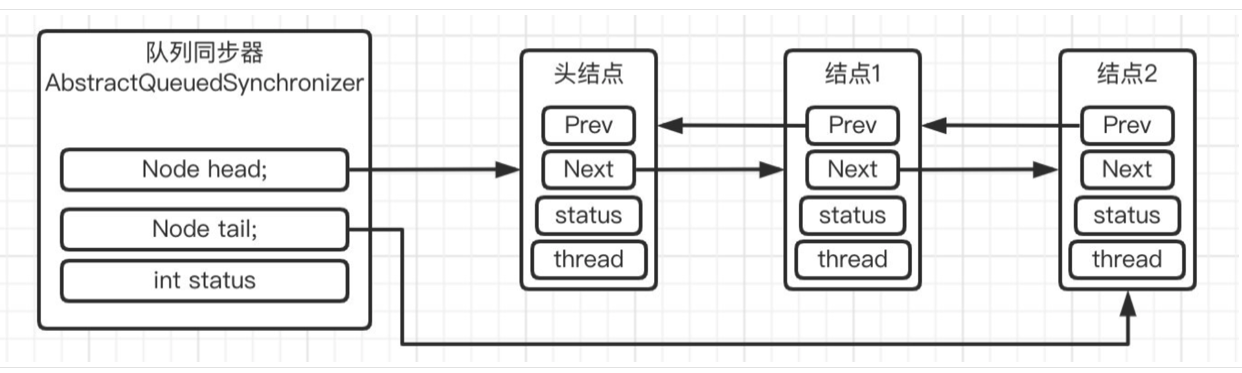 队列同步器
AbstractQueuedSynchronizer
Node head;
Node tail;
int status
头结点
Prev
Next
status
thread
结点1
Prev
Next
status
thread
结点2
Prev
Next
status
thread